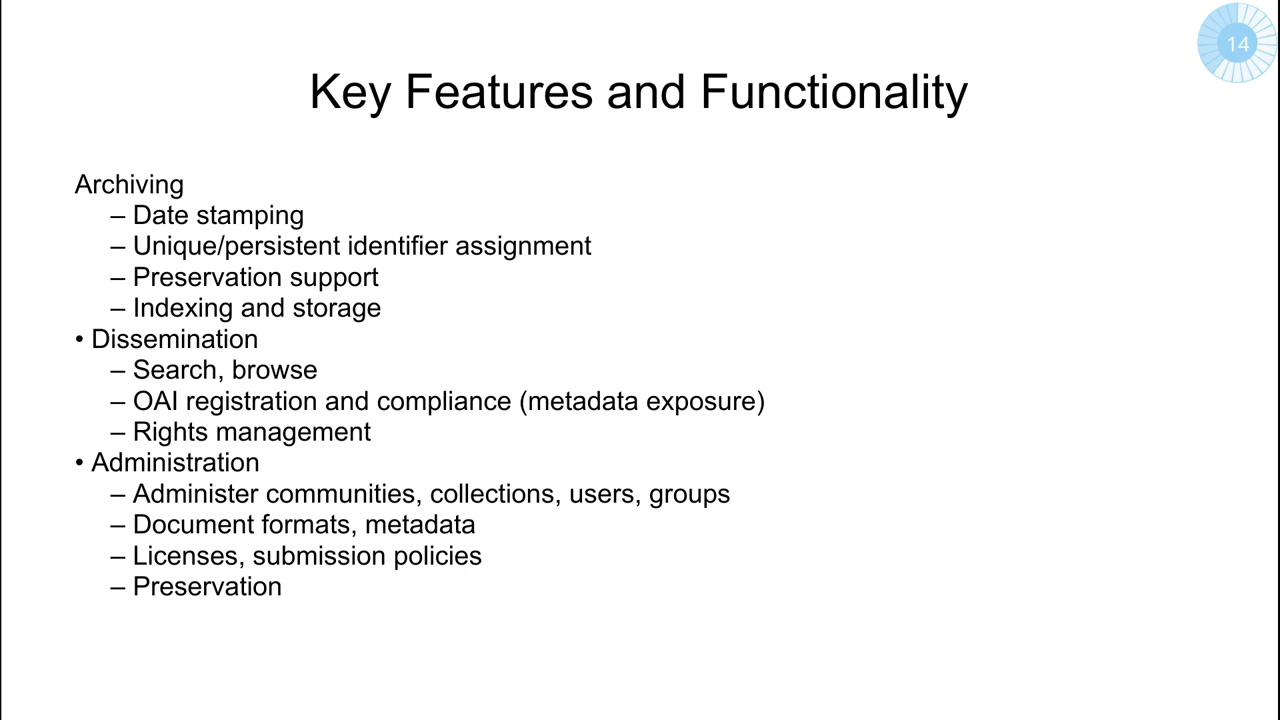 14
Key Features and Functionality
Archiving
– Date stamping
– Unique/persistent identifier assignment
– Preservation support
– Indexing and storage
• Dissemination
– Search, browse
– OAI registration and compliance (metadata exposure)
– Rights management
• Administration
– Administer communities, collections, users, groups
– Document formats, metadata
– Licenses, submission policies
– Preservation